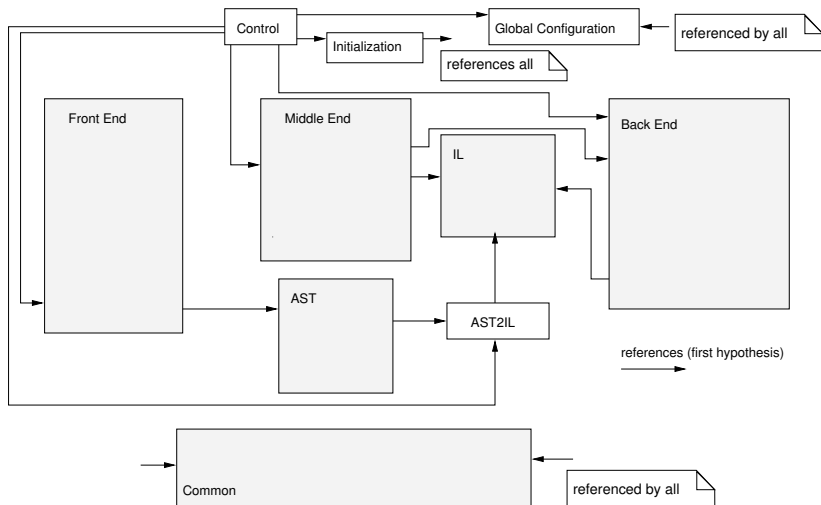 Control
Global Configuration
referenced by all
Initialization
references all
Front End
Middle End
Back End
IL
AST
AST2IL
references (first hypothesis)
Common
referenced by all